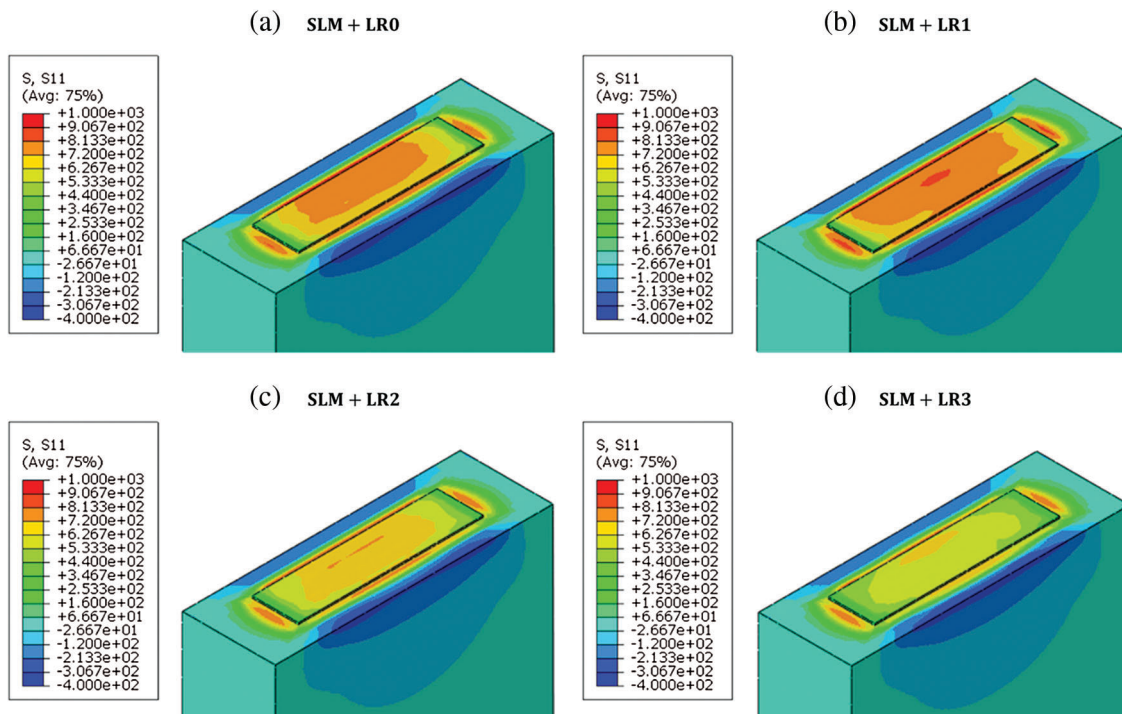 (a) SLM + LR0
S, S11
(Avg: 75%)
+1.000e+03
+9.067e+02
+8.133e+02
+7.200e+02
+6.267e+02
+5.333e+02
+4.400e+02
+3.467e+02
+2.533e+02
+1.600e+02
+6.667e+01
-2.667e+01
-1.200e+02
-2.133e+02
-3.067e+02
-4.000e+02
(b) SLM + LR1
S, S11
(Avg: 75%)
+1.000e+03
+9.067e+02
+8.133e+02
+7.200e+02
+6.267e+02
+5.333e+02
+4.400e+02
+3.467e+02
+2.533e+02
+1.600e+02
+6.667e+01
-2.667e+01
-1.200e+02
-2.133e+02
-3.067e+02
-4.000e+02
(c) SLM + LR2
S, S11
(Avg: 75%)
+1.000e+03
+9.067e+02
+8.133e+02
+7.200e+02
+6.267e+02
+5.333e+02
+4.400e+02
+3.467e+02
+2.533e+02
+1.600e+02
+6.667e+01
-2.667e+01
-1.200e+02
-2.133e+02
-3.067e+02
-4.000e+02
(d) SLM + LR3
S, S11
(Avg: 75%)
+1.000e+03
+9.067e+02
+8.133e+02
+7.200e+02
+6.267e+02
+5.333e+02
+4.400e+02
+3.467e+02
+2.533e+02
+1.600e+02
+6.667e+01
-2.667e+01
-1.200e+02
-2.133e+02
-3.067e+02
-4.000e+02